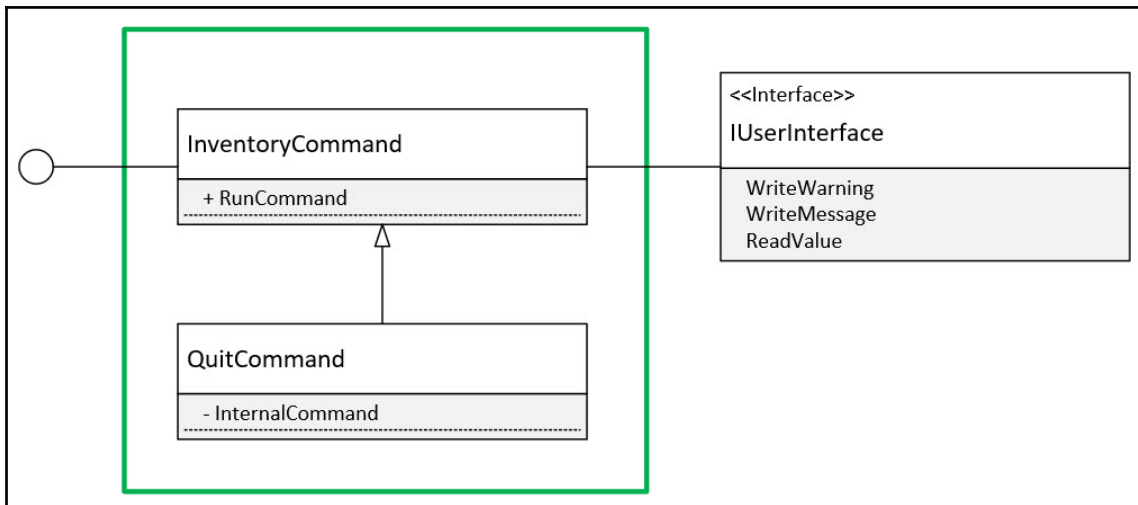 InventoryCommand
+ RunCommand
QuitCommand
- InternalCommand
<<Interface>>
IUserInterface
WriteWarning
WriteMessage
ReadValue